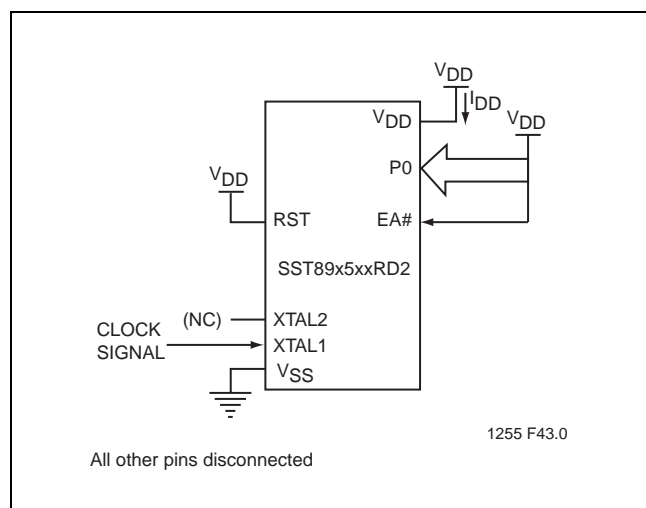 VDD
IDD
VDD
VDD
P0
VDD
RST
EA#
SST89x5xxRD2
(NC)
XTAL2
CLOCK
SIGNAL
XTAL1
VSS
1255 F43.0
All other pins disconnected